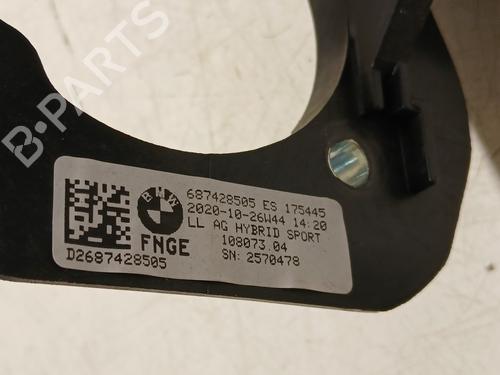 B-PARTS
BMW
FNGE
D2687428505
687428505 ES 175445
2020-10-26W44 14:20
LL AG HYBRID SPORT
108073.04
SN: 2570478